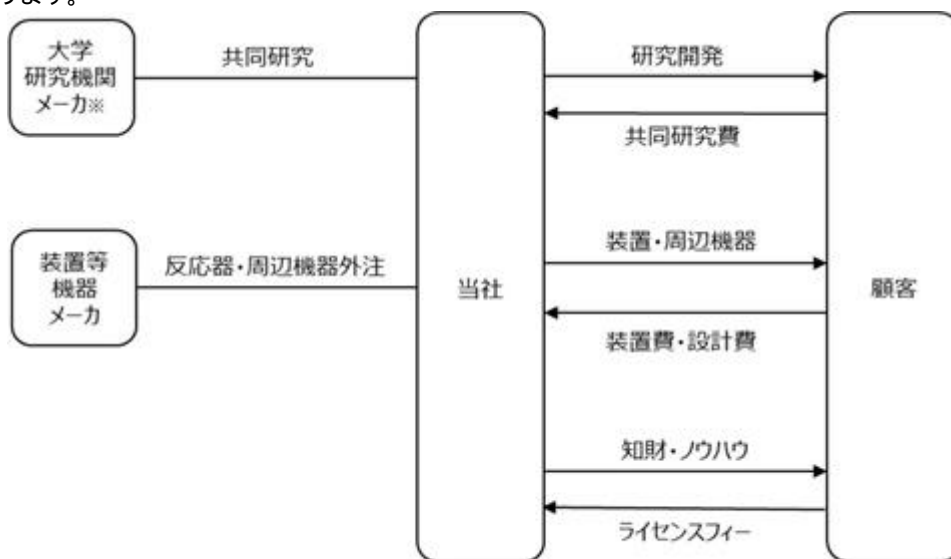 ります。
大学
研究機関
メーカ※
共同研究
研究開発
共同研究費
装置等
機器
メーカ
反応器・周辺機器外注
当社
装置・周辺機器
顧客
装置費・設計費
知財・ノウハウ
ライセンスフィー